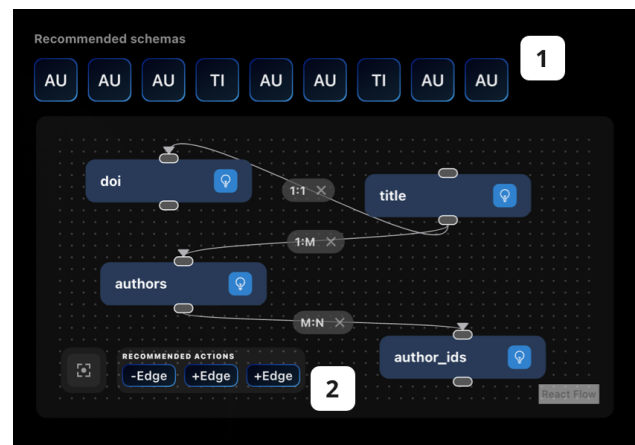 Recommended schemas
1
AU AU AU TI AU AU TI AU AU
doi
1:1 ×
title
1:M ×
authors
M:N ×
author_ids
RECOMMENDED ACTIONS
-Edge +Edge +Edge
2
React Flow